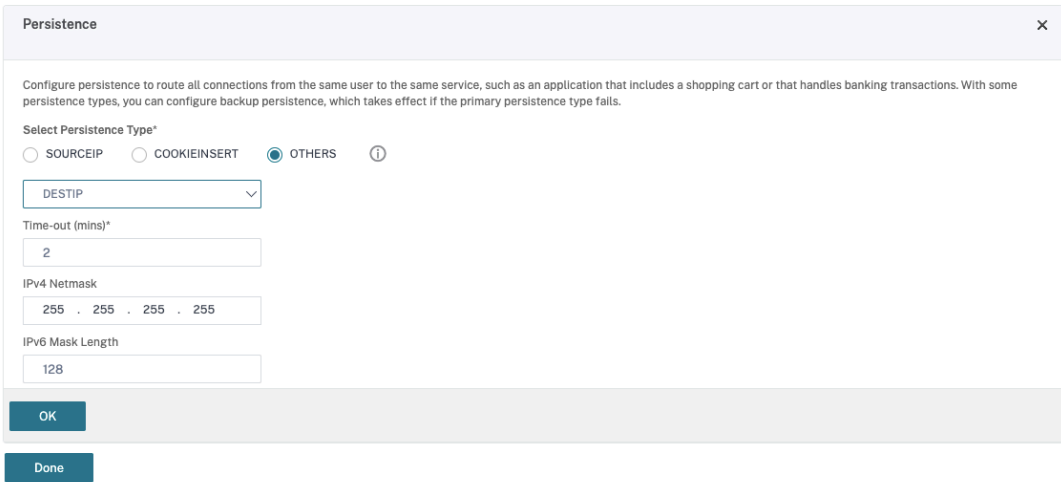 Persistence
Configure persistence to route all connections from the same user to the same service, such as an application that includes a shopping cart or that handles banking transactions. With some
persistence types, you can configure backup persistence, which takes effect if the primary persistence type fails.
Select Persistence Type*
SOURCEIP COOKIEINSERT OTHERS
DESTIP
Time-out (mins)*
2
IPv4 Netmask
255 . 255 . 255 . 255
IPv6 Mask Length
128
OK
Done